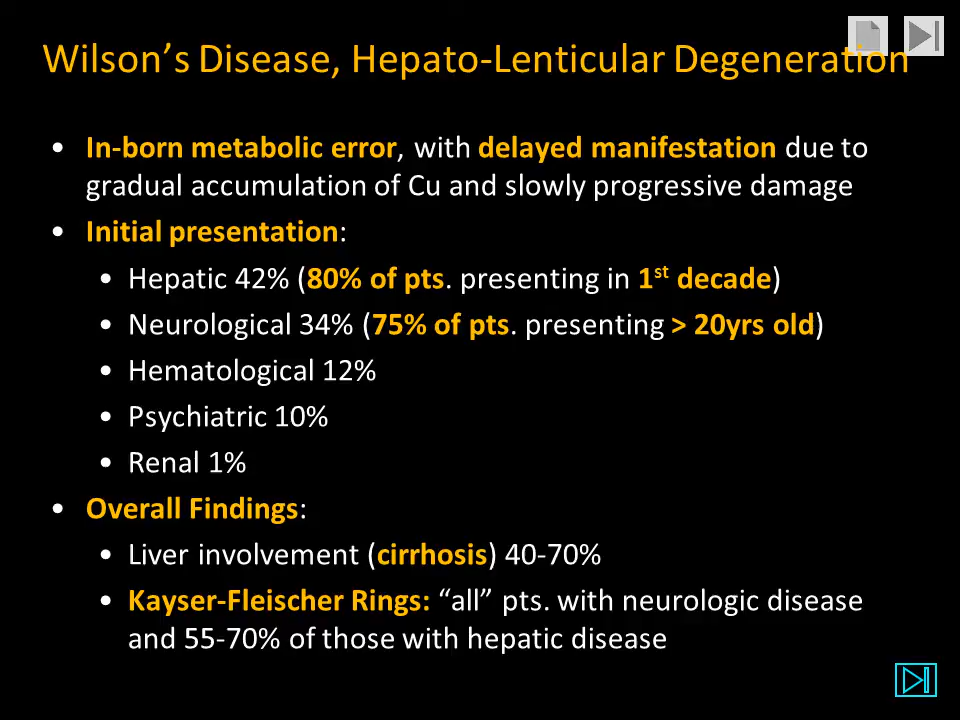 Wilson’s Disease, Hepato-Lenticular Degeneration
• In-born metabolic error, with delayed manifestation due to
gradual accumulation of Cu and slowly progressive damage
• Initial presentation:
• Hepatic 42% (80% of pts. presenting in 1st decade)
• Neurological 34% (75% of pts. presenting > 20yrs old)
• Hematological 12%
• Psychiatric 10%
• Renal 1%
• Overall Findings:
• Liver involvement (cirrhosis) 40-70%
• Kayser-Fleischer Rings: “all” pts. with neurologic disease
and 55-70% of those with hepatic disease